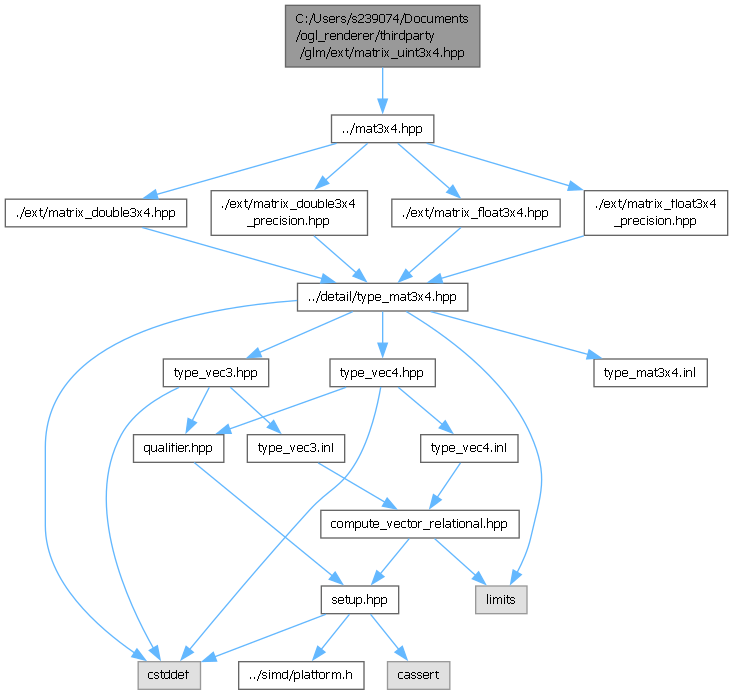 C:/Users/s239074/Documents
/ogl_renderer/thirdparty
/glm/ext/matrix_uint3x4.hpp
../mat3x4.hpp
./ext/matrix_double3x4.hpp
./ext/matrix_double3x4
_precision.hpp
./ext/matrix_float3x4.hpp
./ext/matrix_float3x4
_precision.hpp
../detail/type_mat3x4.hpp
type_vec3.hpp
type_vec4.hpp
type_mat3x4.inl
qualifier.hpp
type_vec3.inl
type_vec4.inl
compute_vector_relational.hpp
setup.hpp
limits
cstddef
../simd/platform.h
cassert